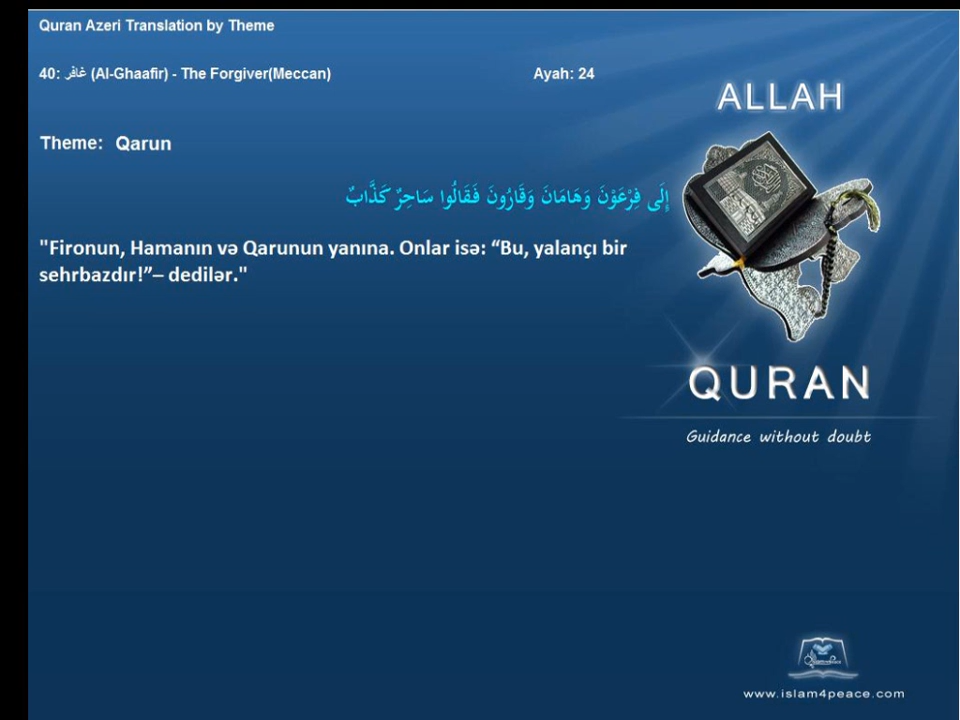 Quran Azeri Translation by Theme
40: غافر (Al-Ghaafir) - The Forgiver(Meccan) Ayah: 24
Theme: Qarun
إِلَى فِرْعَوْنَ وَهَامَانَ وَقَارُونَ فَقَالُوا سَاحِرٌ كَذَّابٌ
"Fironun, Hamanın və Qarunun yanına. Onlar isə: “Bu, yalançı bir
sehrbazdır!”– dedilər."
ALLAH
QURAN
Guidance without doubt
www.islam4peace.com